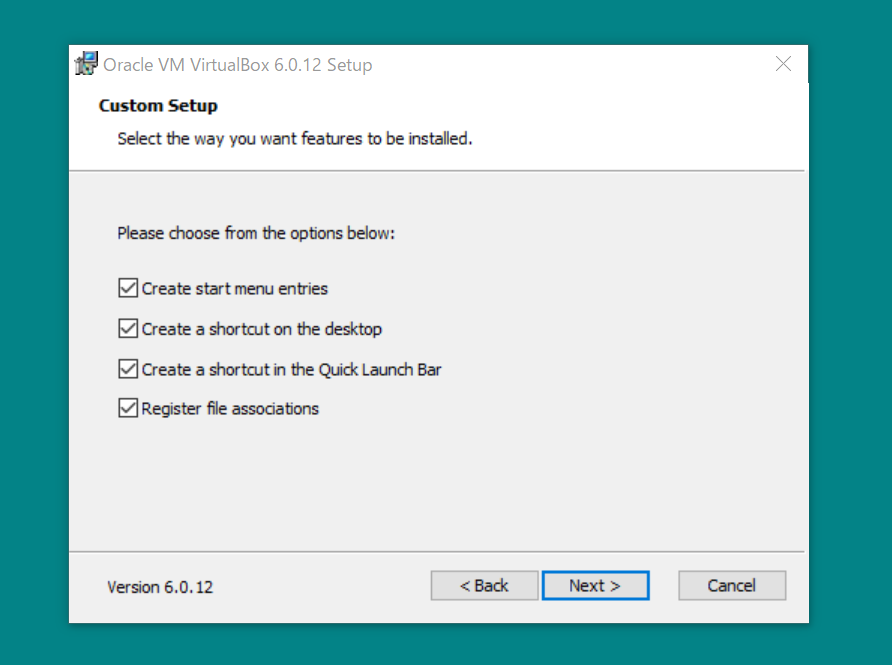 Oracle VM VirtualBox 6.0.12 Setup
Custom Setup
Select the way you want features to be installed.
Please choose from the options below:
Create start menu entries
Create a shortcut on the desktop
Create a shortcut in the Quick Launch Bar
Register file associations
Version 6.0.12
< Back
Next >
Cancel